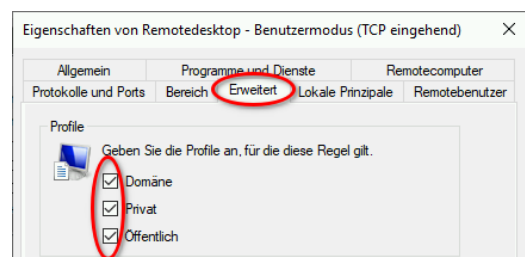 Eigenschaften von Remotedesktop - Benutzermodus (TCP eingehend)
Allgemein Programme und Dienste Remotecomputer
Protokolle und Ports Bereich Erweitert Lokale Prinzipale Remotebenutzer
Profile
Geben Sie die Profile an, für die diese Regel gilt.
Domäne
Privat
Öffentlich